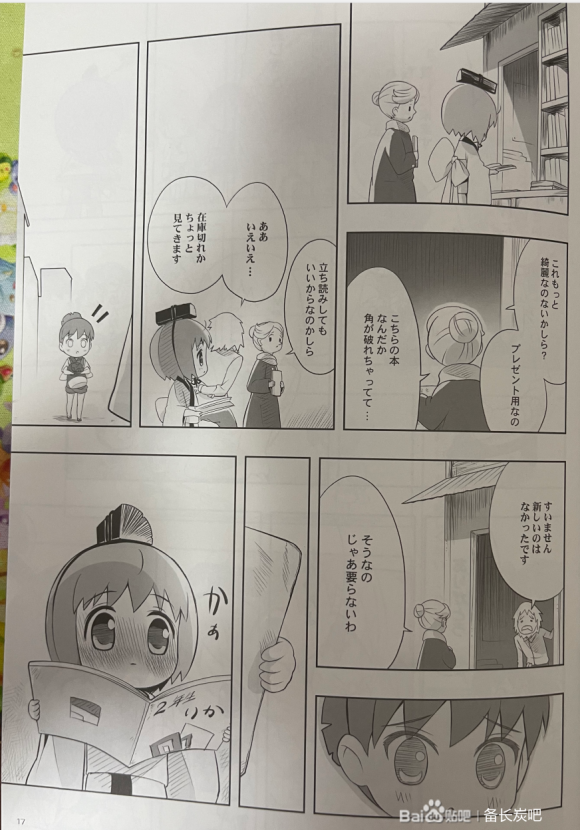 これもっと
綺麗なのないかしら?
プレゼント用なの
こちらの本
なんだか
角が破れちゃってて…
立ち読みしても
いいからなのかしら
ああ
いえいえ…
在庫切れか
ちょっと
見てきます
すいません
新しいのは
なかったです
そうなの
じゃあ要らないわ
かぁ
2年生
かり
17
Baidu贴吧|备长炭吧